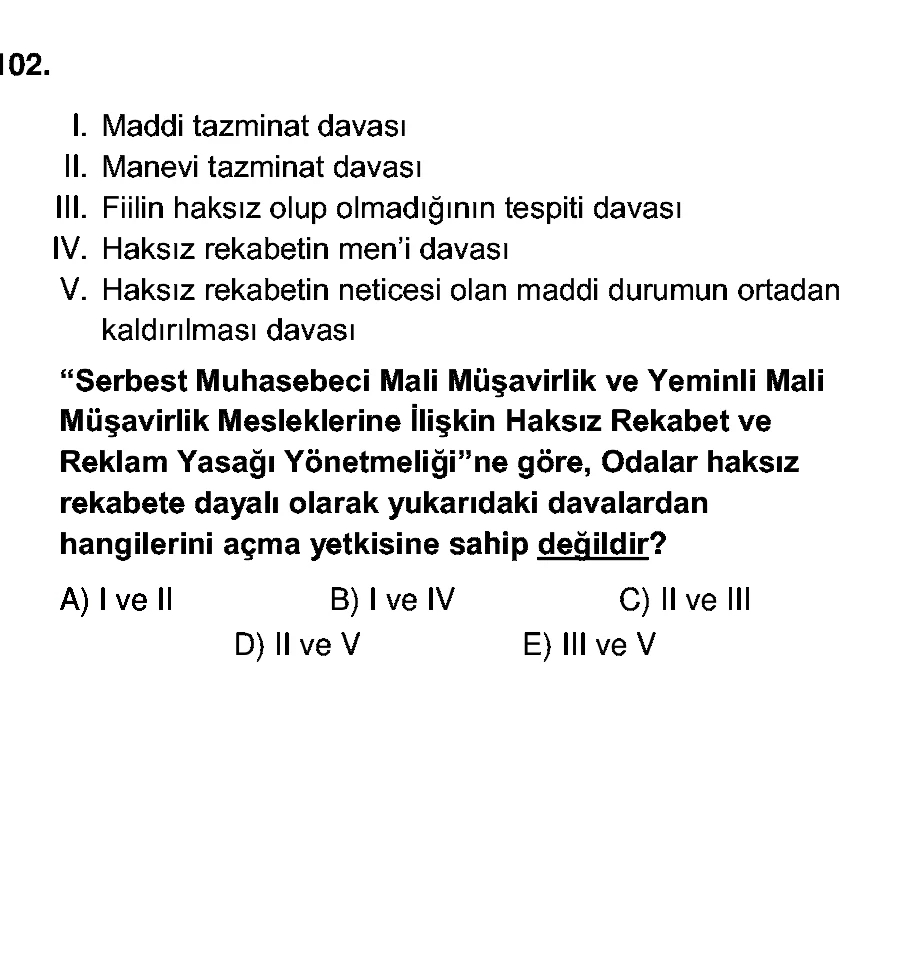 102.
I. Maddi tazminat davası
II. Manevi tazminat davası
III. Fiilin haksız olup olmadığının tespiti davası
IV. Haksız rekabetin men’i davası
V. Haksız rekabetin neticesi olan maddi durumun ortadan
kaldırılması davası
“Serbest Muhasebeci Mali Müşavirlik ve Yeminli Mali
Müşavirlik Mesleklerine İlişkin Haksız Rekabet ve
Reklam Yasağı Yönetmeliği”ne göre, Odalar haksız
rekabete dayalı olarak yukarıdaki davalardan
hangilerini açma yetkisine sahip değildir?
A) I ve II B) I ve IV C) II ve III
D) II ve V E) III ve V